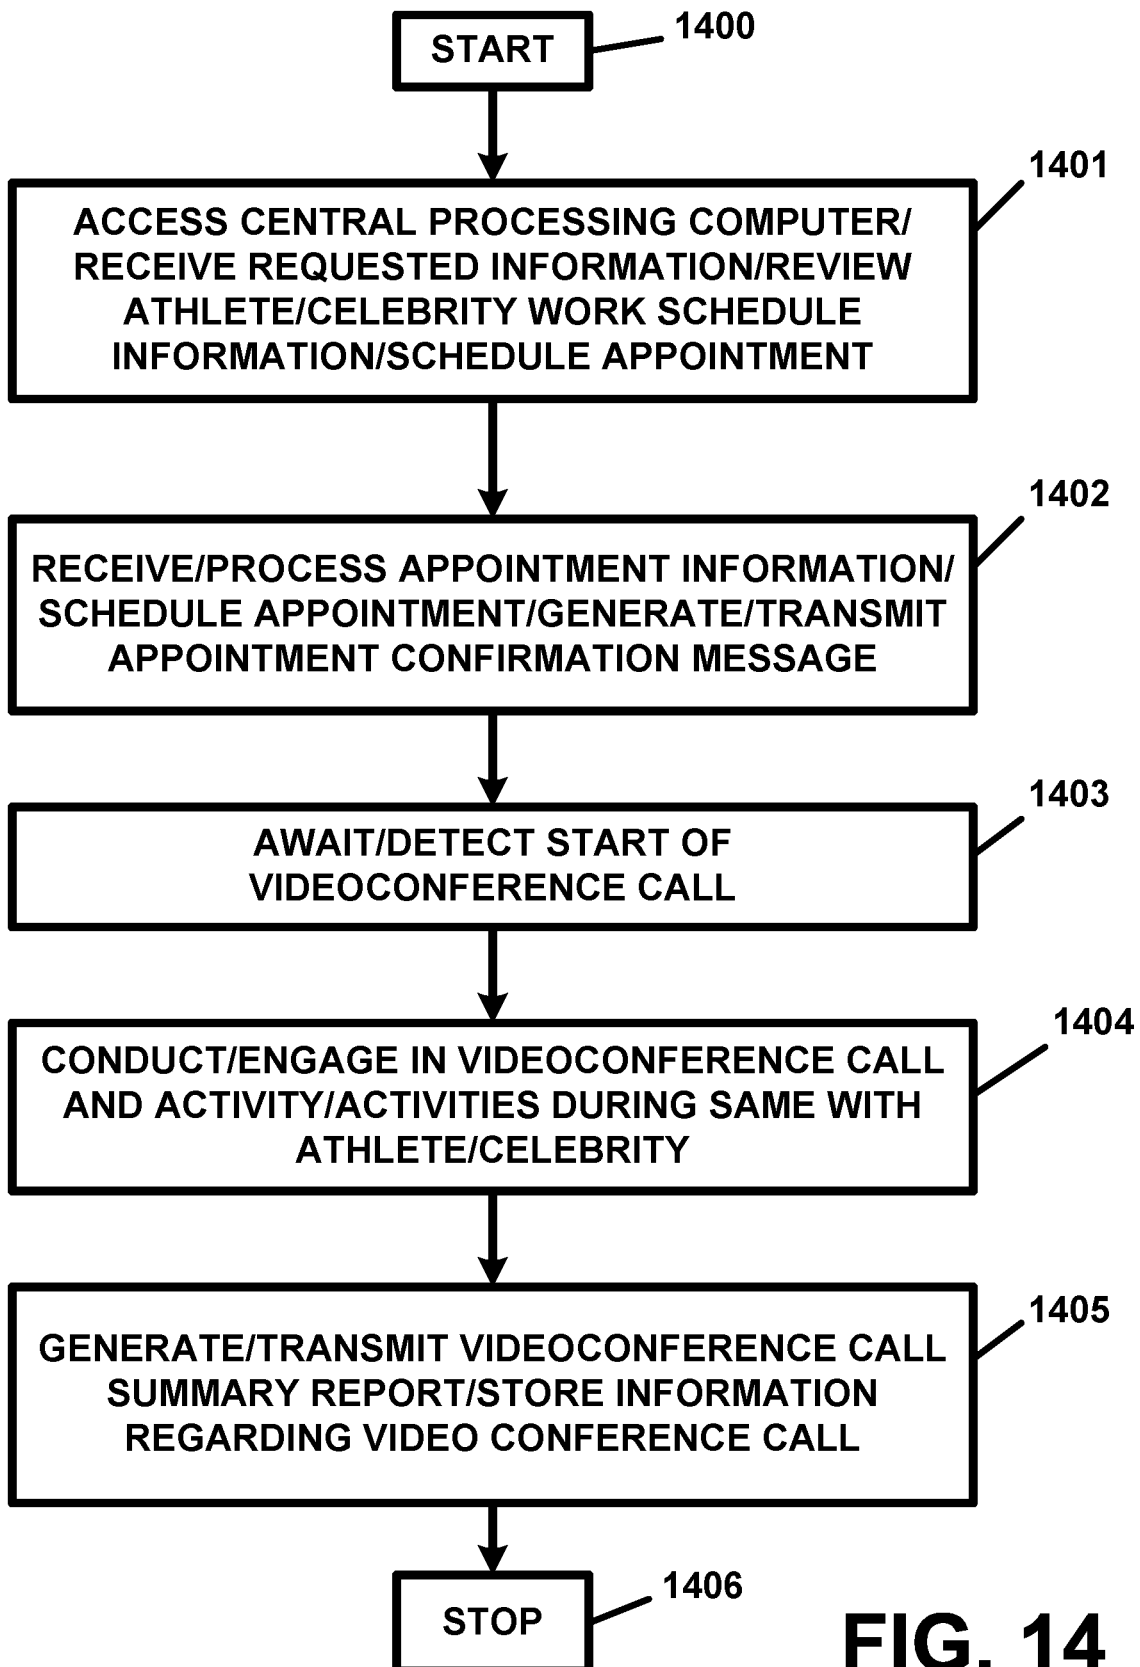 START
1400
1401
ACCESS CENTRAL PROCESSING COMPUTER/
RECEIVE REQUESTED INFORMATION/REVIEW
ATHLETE/CELEBRITY WORK SCHEDULE
INFORMATION/SCHEDULE APPOINTMENT
1402
RECEIVE/PROCESS APPOINTMENT INFORMATION/
SCHEDULE APPOINTMENT/GENERATE/TRANSMIT
APPOINTMENT CONFIRMATION MESSAGE
1403
AWAIT/DETECT START OF
VIDEOCONFERENCE CALL
1404
CONDUCT/ENGAGE IN VIDEOCONFERENCE CALL
AND ACTIVITY/ACTIVITIES DURING SAME WITH
ATHLETE/CELEBRITY
1405
GENERATE/TRANSMIT VIDEOCONFERENCE CALL
SUMMARY REPORT/STORE INFORMATION
REGARDING VIDEO CONFERENCE CALL
1406
STOP
FIG. 14